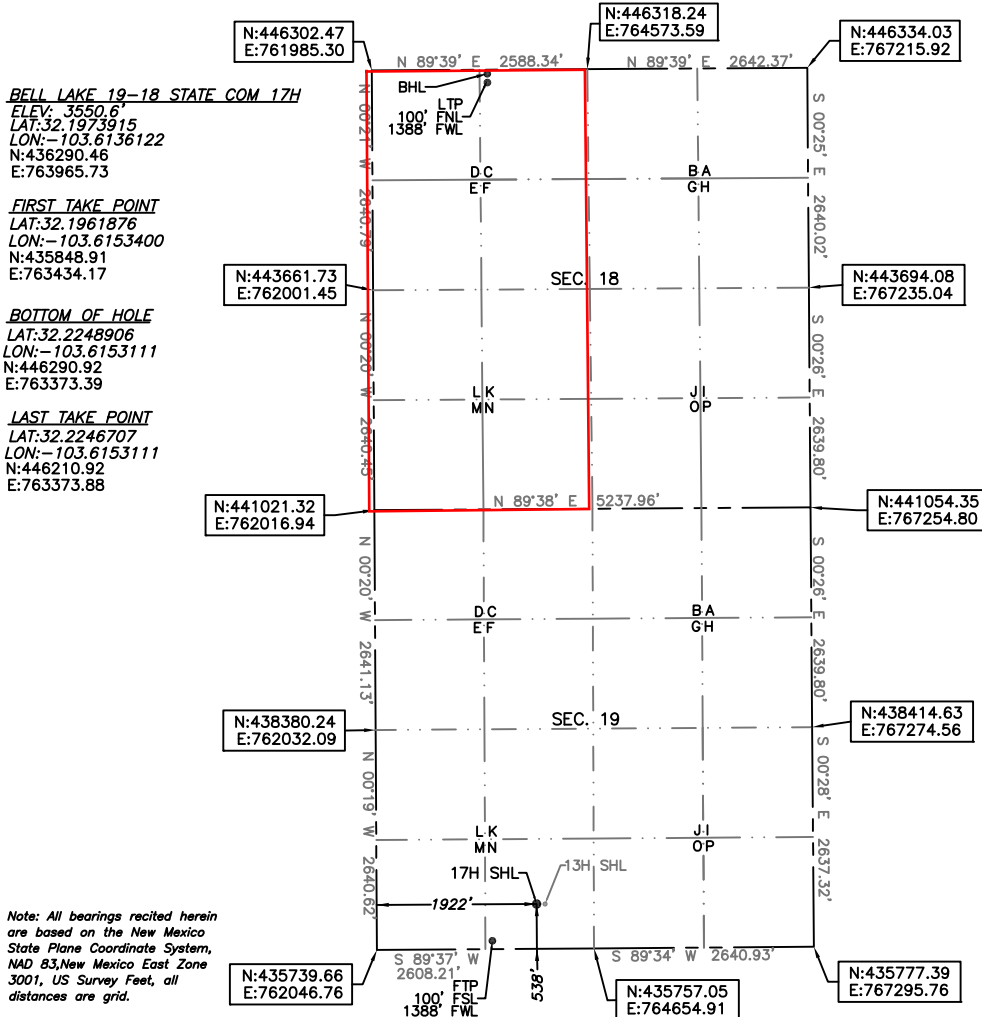 N:446302.47
E:761985.30
N:446318.24
E:764573.59
N:446334.03
E:767215.92
N 89°39' E 2588.34'
N 89°39' E 2642.37'
BHL
LTP
100' FNL
1388' FWL
BELL LAKE 19-18 STATE COM 17H
ELEV: 3550.6'
LAT:32.1973915
LON:-103.6136122
N:436290.46
E:763965.73
FIRST TAKE POINT
LAT:32.1961876
LON:-103.6153400
N:435848.91
E:763434.17
BOTTOM OF HOLE
LAT:32.2248906
LON:-103.6153111
N:446290.92
E:763373.39
LAST TAKE POINT
LAT:32.2246707
LON:-103.6153111
N:446210.92
E:763373.88
N 00°21' W 2640.79'
S 00°25' E 2640.02'
D C
E F
B A
G H
N:443661.73
E:762001.45
SEC. 18
N:443694.08
E:767235.04
N 00°20' W 2640.45'
S 00°26' E 2639.80'
L K
M N
J I
O P
N:441021.32
E:762016.94
N 89°38' E 5237.96'
N:441054.35
E:767254.80
N 00°20' W 2641.13'
S 00°26' E 2639.80'
D C
E F
B A
G H
N:438380.24
E:762032.09
SEC. 19
N:438414.63
E:767274.56
N 00°19' W 2640.62'
S 00°28' E 2637.32'
L K
M N
J I
O P
17H SHL
13H SHL
1922'
538'
S 89°37' W
2608.21'
S 89°34' W 2640.93'
FTP
100' FSL
1388' FWL
N:435739.66
E:762046.76
N:435757.05
E:764654.91
N:435777.39
E:767295.76
Note: All bearings recited herein
are based on the New Mexico
State Plane Coordinate System,
NAD 83,New Mexico East Zone
3001, US Survey Feet, all
distances are grid.